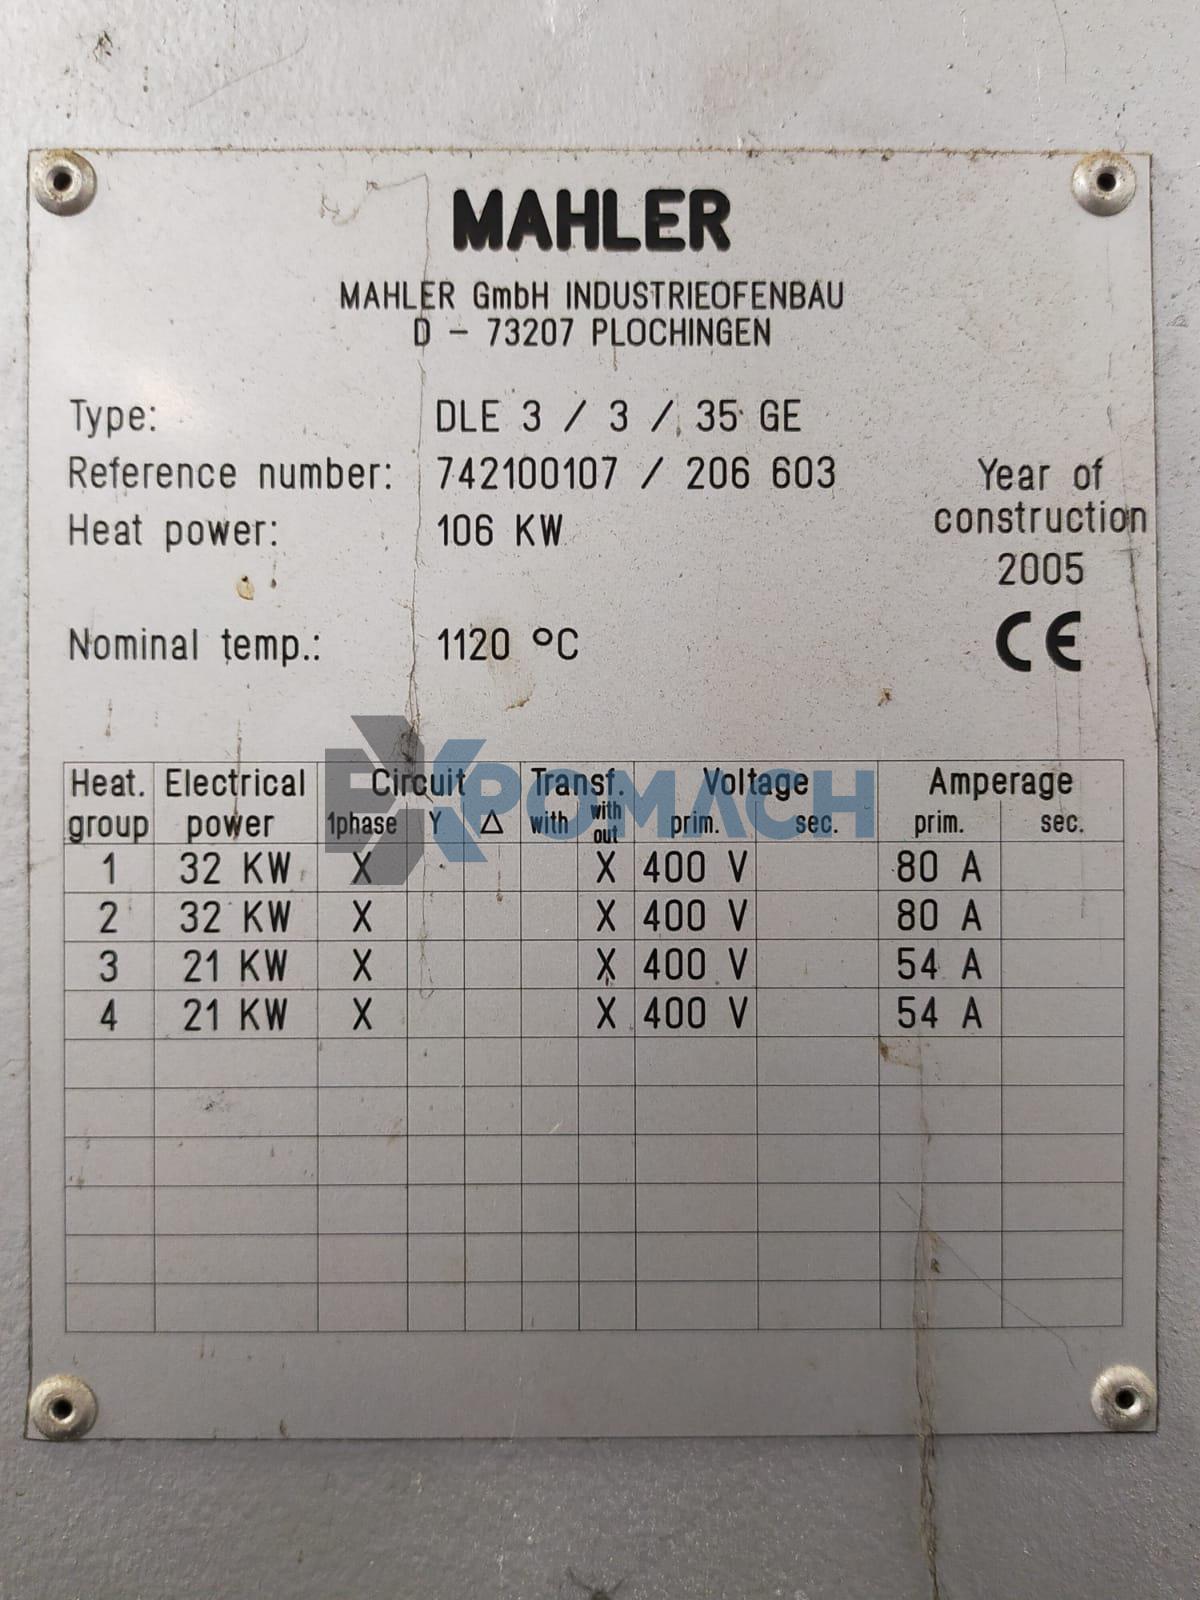 MAHLER
MAHLER GmbH INDUSTRIEOFENBAU
D - 73207 PLOCHINGEN
Type: DLE 3 / 3 / 35 GE
Reference number: 742100107 / 206 603
Heat power: 106 KW
Year of
construction
2005
CE
Nominal temp.: 1120 °C
EXPOMACH
Heat. Electrical Circuit Transf. Voltage Amperage
group power 1phase Y Δ with with out prim. sec. prim. sec.
1 32 KW X X 400 V 80 A
2 32 KW X X 400 V 80 A
3 21 KW X X 400 V 54 A
4 21 KW X X 400 V 54 A